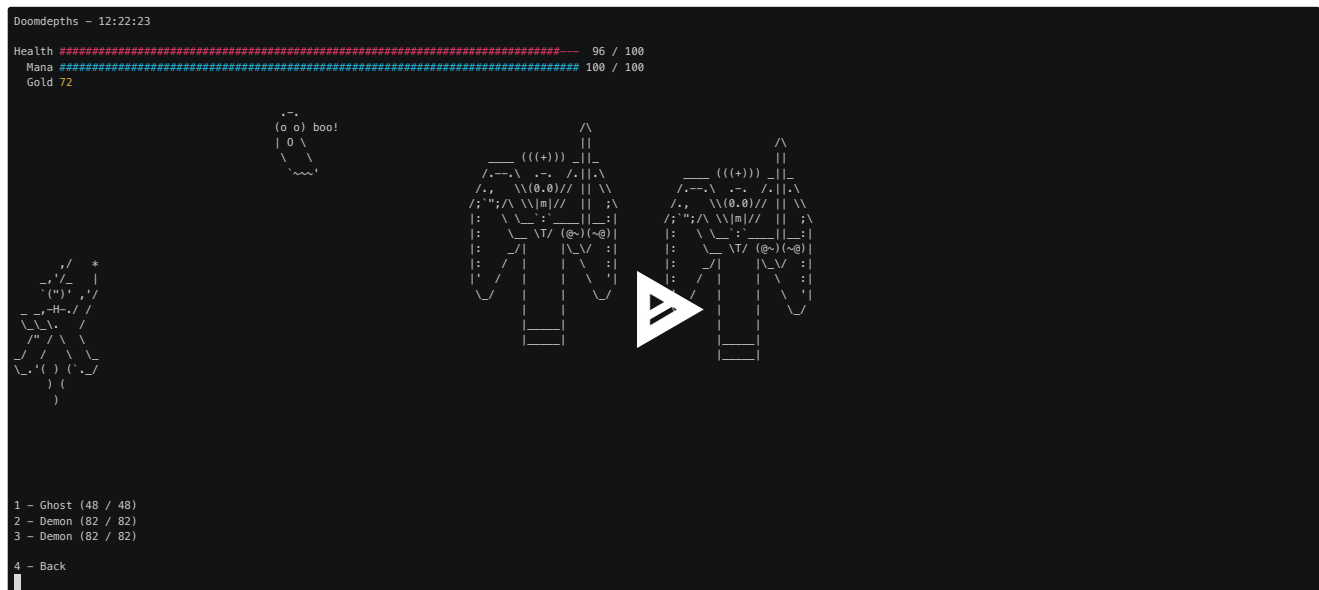 Doomdepths – 12:22:23
Health ############################################################################--- 96 / 100
Mana ############################################################################### 100 / 100
Gold 72
(o o) boo!
1 – Ghost (48 / 48)
2 – Demon (82 / 82)
3 – Demon (82 / 82)
4 – Back